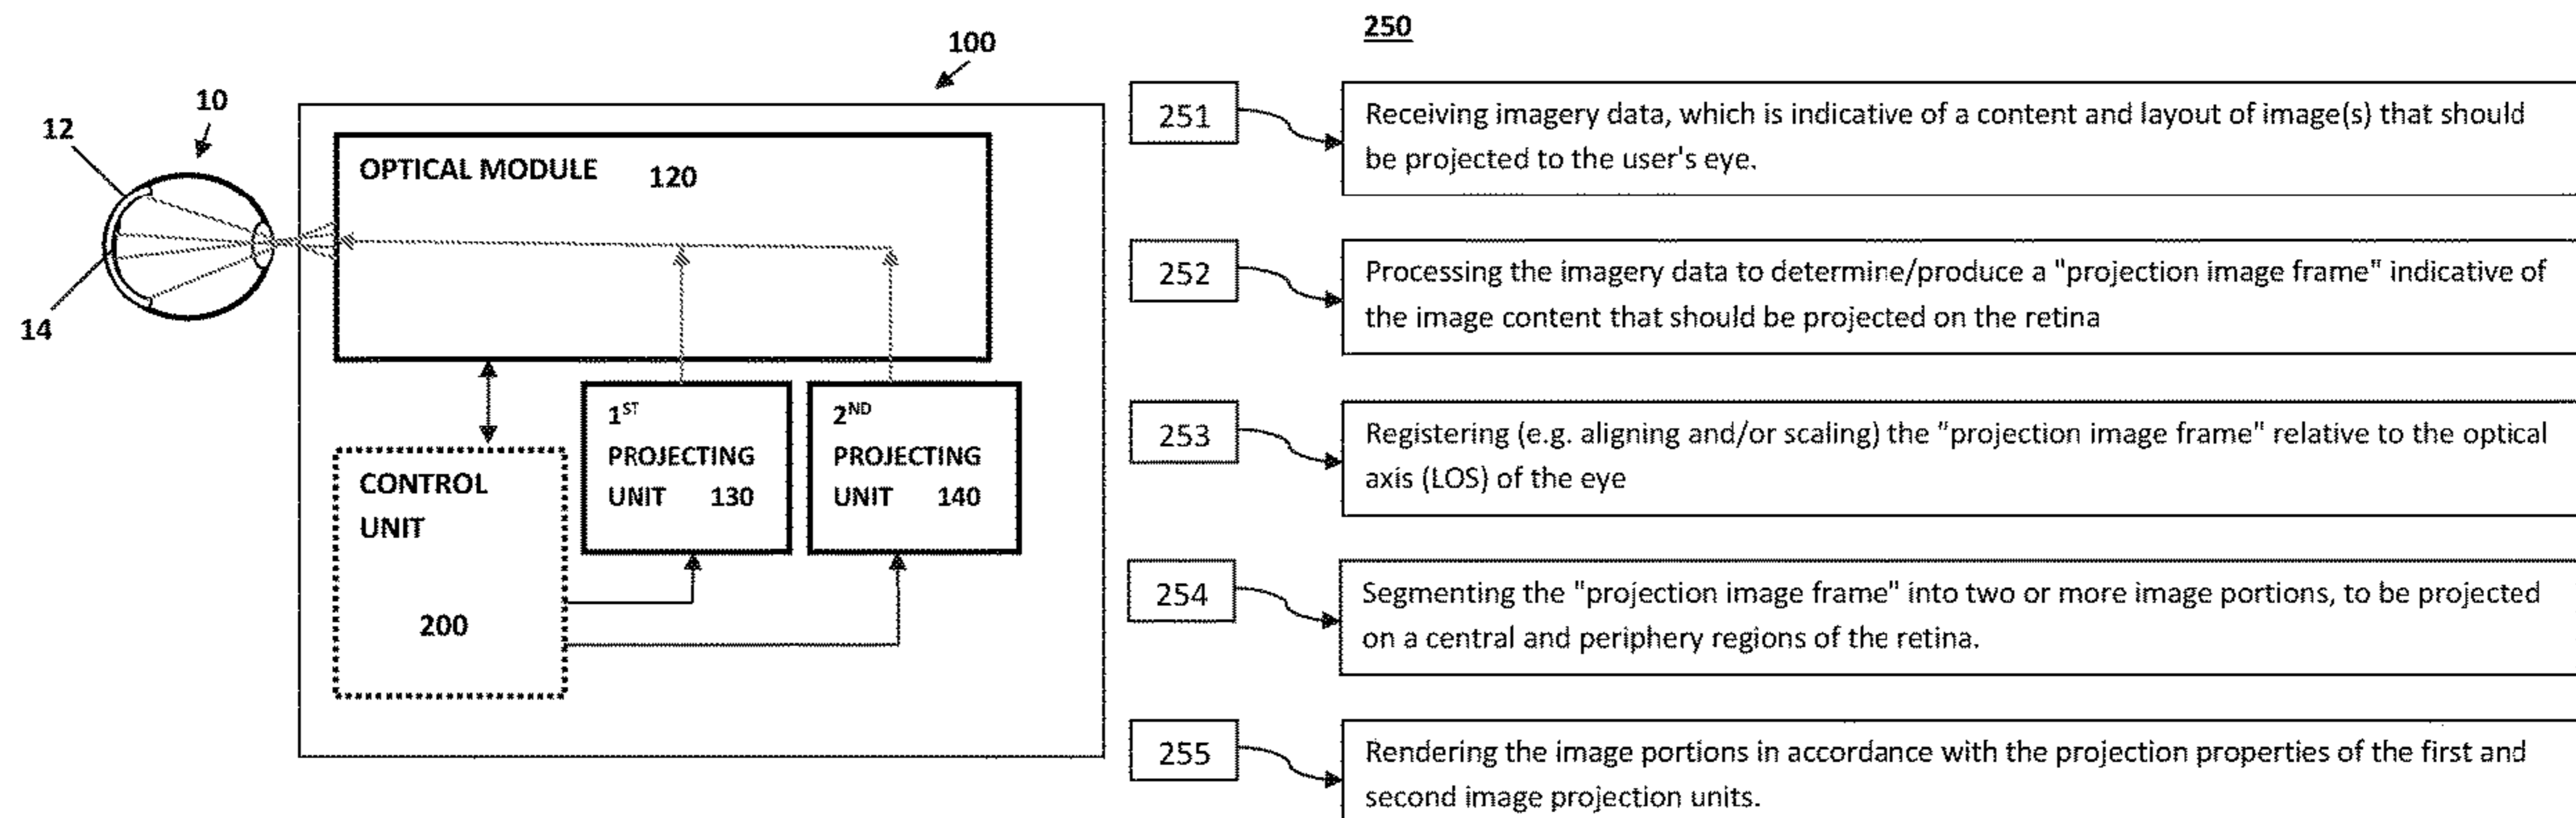 100
10
12
14
OPTICAL MODULE 120
1ST
PROJECTING
UNIT 130
2ND
PROJECTING
UNIT 140
CONTROL
UNIT
200
250
251
Receiving imagery data, which is indicative of a content and layout of image(s) that should
be projected to the user's eye.
252
Processing the imagery data to determine/produce a "projection image frame" indicative of
the image content that should be projected on the retina
253
Registering (e.g. aligning and/or scaling) the "projection image frame" relative to the optical
axis (LOS) of the eye
254
Segmenting the "projection image frame" into two or more image portions, to be projected
on a central and periphery regions of the retina.
255
Rendering the image portions in accordance with the projection properties of the first and
second image projection units.